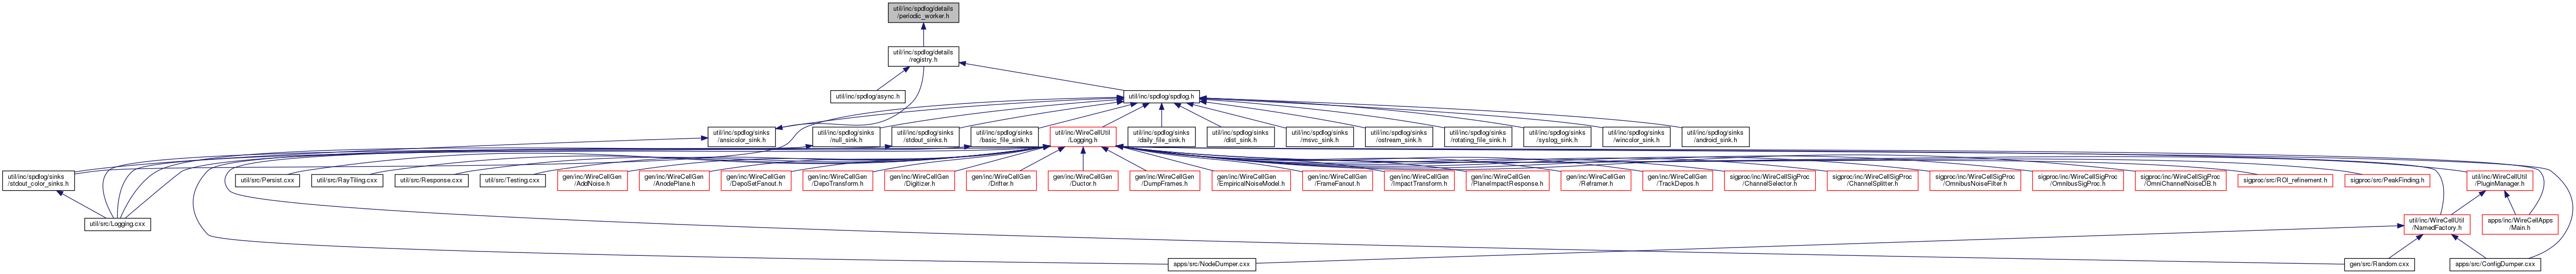 util/inc/spdlog/details
/periodic_worker.h
util/inc/spdlog/details
/registry.h
util/inc/spdlog/async.h
util/inc/spdlog/spdlog.h
util/inc/spdlog/sinks
/ansicolor_sink.h
util/inc/spdlog/sinks
/null_sink.h
util/inc/spdlog/sinks
/stdout_sinks.h
util/inc/spdlog/sinks
/basic_file_sink.h
util/inc/WireCellUtil
/Logging.h
util/inc/spdlog/sinks
/daily_file_sink.h
util/inc/spdlog/sinks
/dist_sink.h
util/inc/spdlog/sinks
/msvc_sink.h
util/inc/spdlog/sinks
/ostream_sink.h
util/inc/spdlog/sinks
/rotating_file_sink.h
util/inc/spdlog/sinks
/syslog_sink.h
util/inc/spdlog/sinks
/wincolor_sink.h
util/inc/spdlog/sinks
/android_sink.h
util/inc/spdlog/sinks
/stdout_color_sinks.h
util/src/Persist.cxx
util/src/RayTiling.cxx
util/src/Response.cxx
util/src/Testing.cxx
gen/inc/WireCellGen
/AddNoise.h
gen/inc/WireCellGen
/AnodePlane.h
gen/inc/WireCellGen
/DepoSetFanout.h
gen/inc/WireCellGen
/DepoTransform.h
gen/inc/WireCellGen
/Digitizer.h
gen/inc/WireCellGen
/Drifter.h
gen/inc/WireCellGen
/Ductor.h
gen/inc/WireCellGen
/DumpFrames.h
gen/inc/WireCellGen
/EmpiricalNoiseModel.h
gen/inc/WireCellGen
/FrameFanout.h
gen/inc/WireCellGen
/ImpactTransform.h
gen/inc/WireCellGen
/PlaneImpactResponse.h
gen/inc/WireCellGen
/Reframer.h
gen/inc/WireCellGen
/TrackDepos.h
sigproc/inc/WireCellSigProc
/ChannelSelector.h
sigproc/inc/WireCellSigProc
/ChannelSplitter.h
sigproc/inc/WireCellSigProc
/OmnibusNoiseFilter.h
sigproc/inc/WireCellSigProc
/OmnibusSigProc.h
sigproc/inc/WireCellSigProc
/OmniChannelNoiseDB.h
sigproc/src/ROI_refinement.h
sigproc/src/PeakFinding.h
util/inc/WireCellUtil
/PluginManager.h
util/src/Logging.cxx
util/inc/WireCellUtil
/NamedFactory.h
apps/inc/WireCellApps
/Main.h
apps/src/NodeDumper.cxx
gen/src/Random.cxx
apps/src/ConfigDumper.cxx